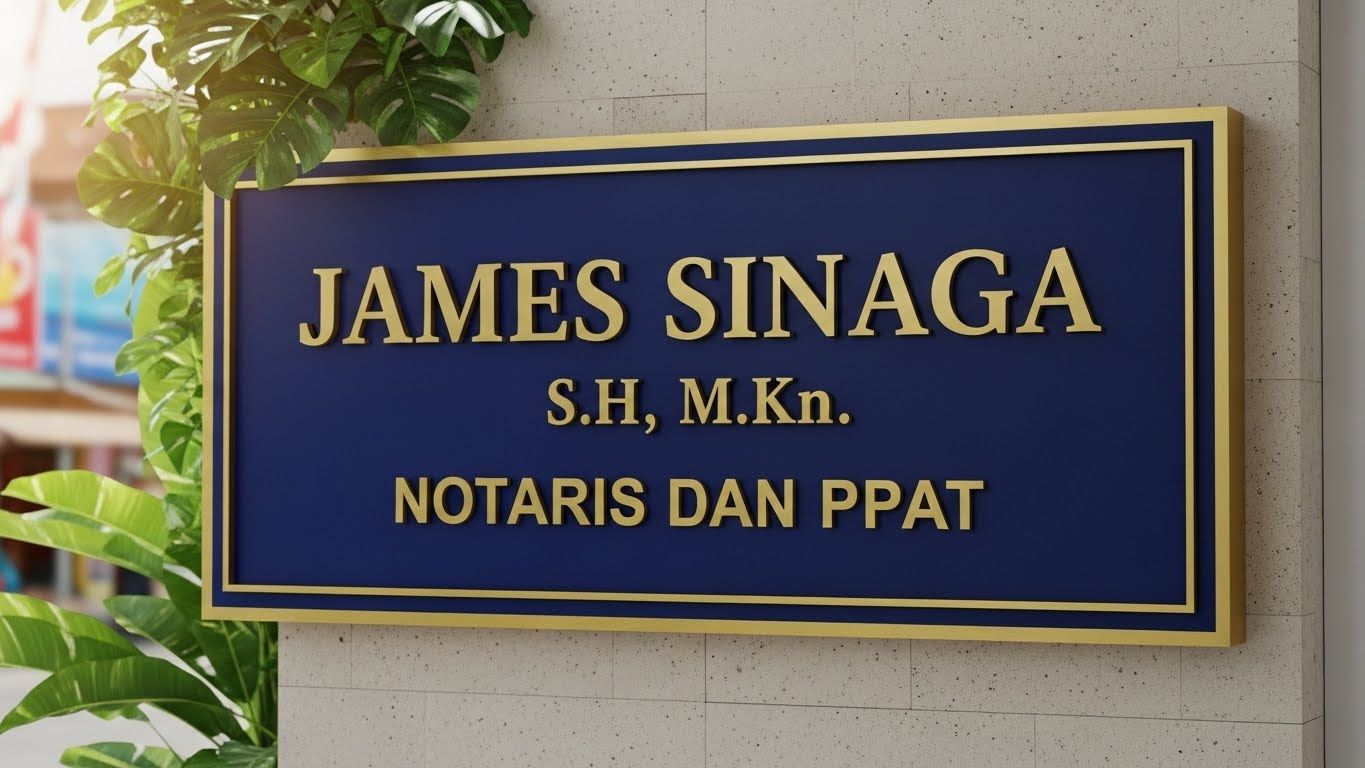 JAMES SINAGA
S.H, M.Kn.
NOTARIS DAN PPAT